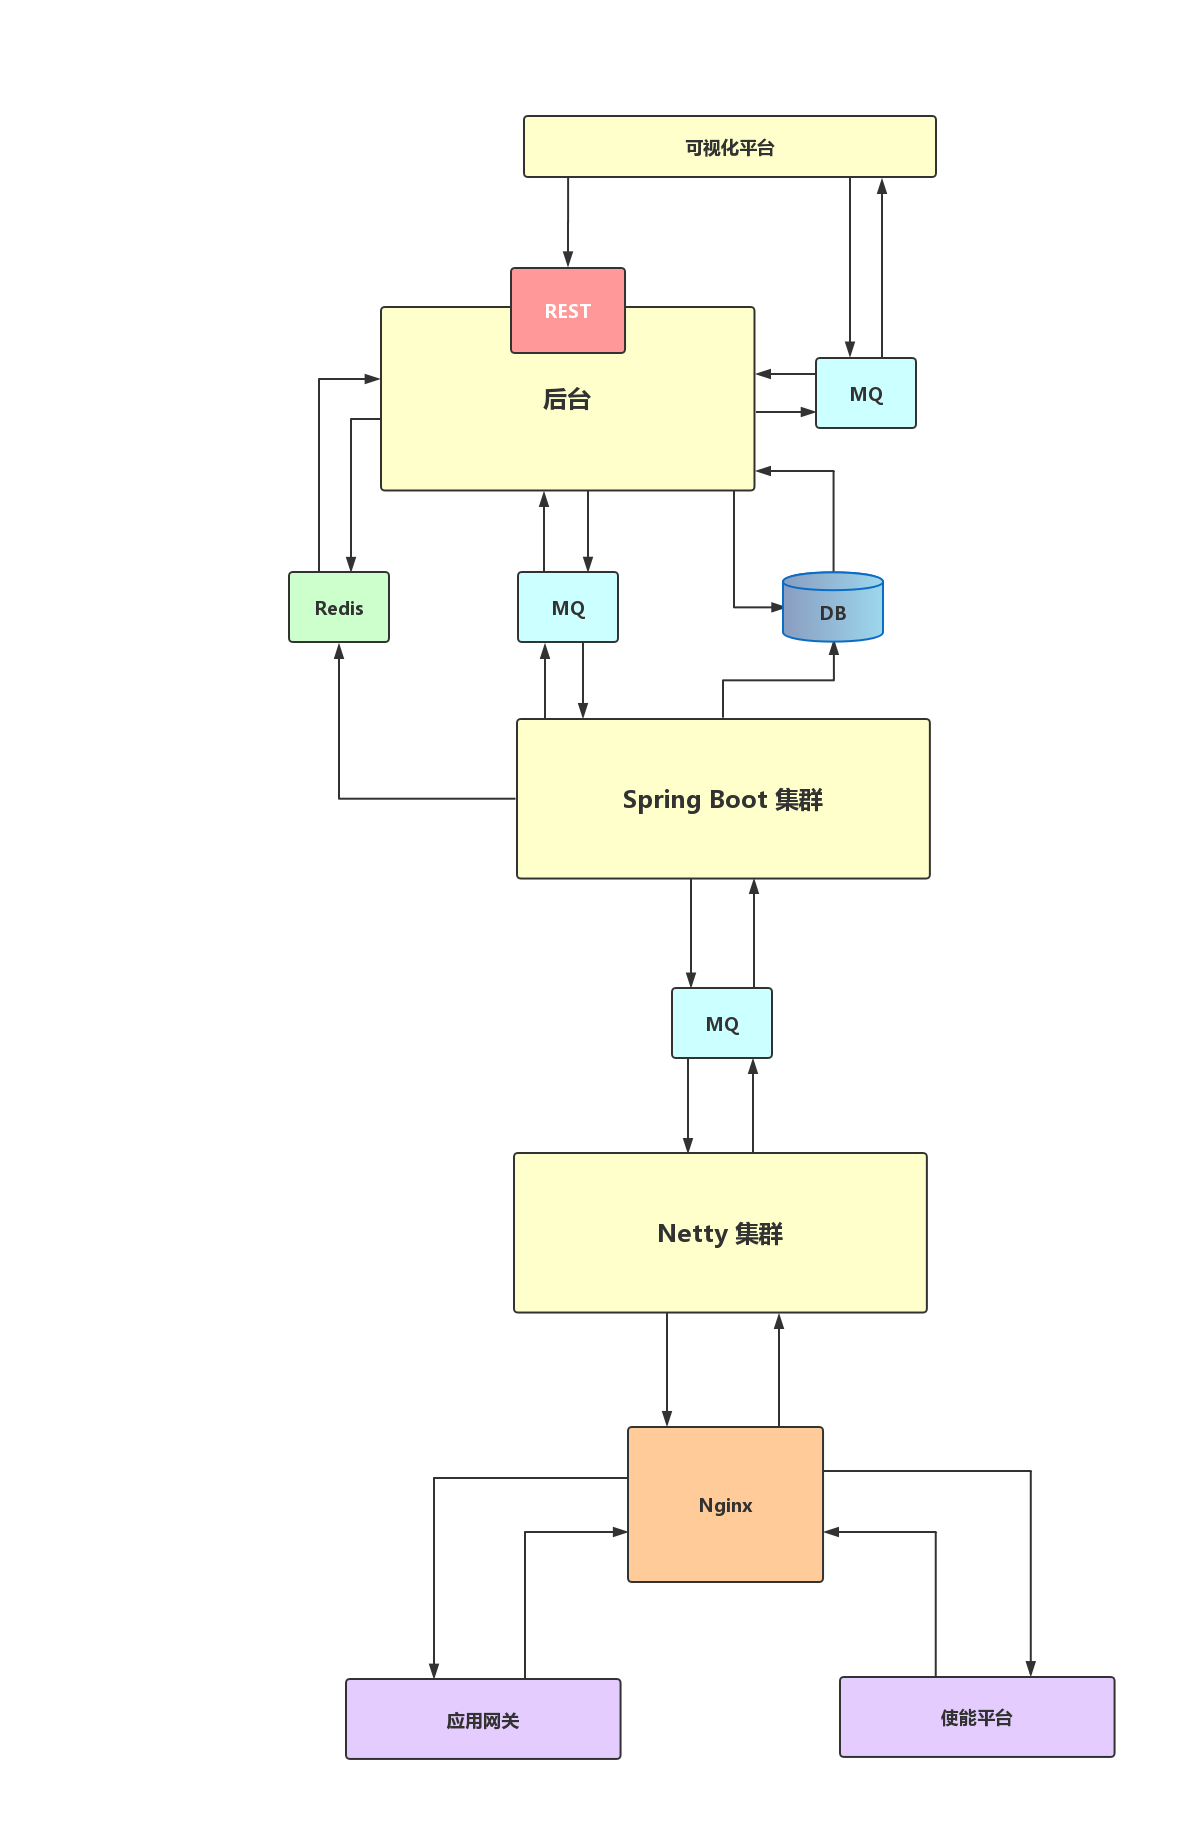 可视化平台
REST
后台
MQ
Redis
MQ
DB
Spring Boot 集群
MQ
Netty 集群
Nginx
应用网关
使能平台